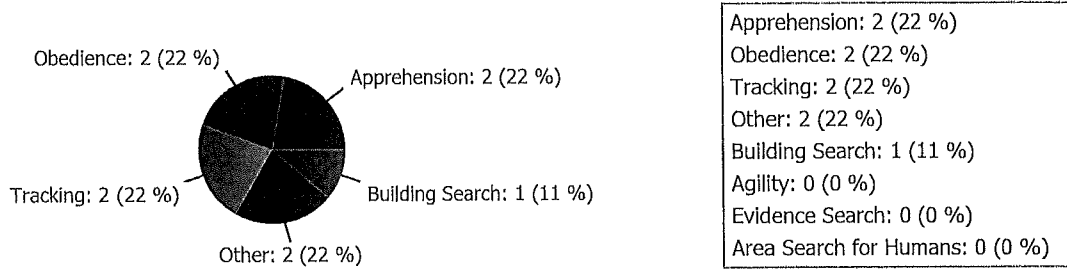 Obedience: 2 (22 %)
Apprehension: 2 (22 %)
Tracking: 2 (22 %)
Building Search: 1 (11 %)
Other: 2 (22 %)
Apprehension: 2 (22 %)
Obedience: 2 (22 %)
Tracking: 2 (22 %)
Other: 2 (22 %)
Building Search: 1 (11 %)
Agility: 0 (0 %)
Evidence Search: 0 (0 %)
Area Search for Humans: 0 (0 %)